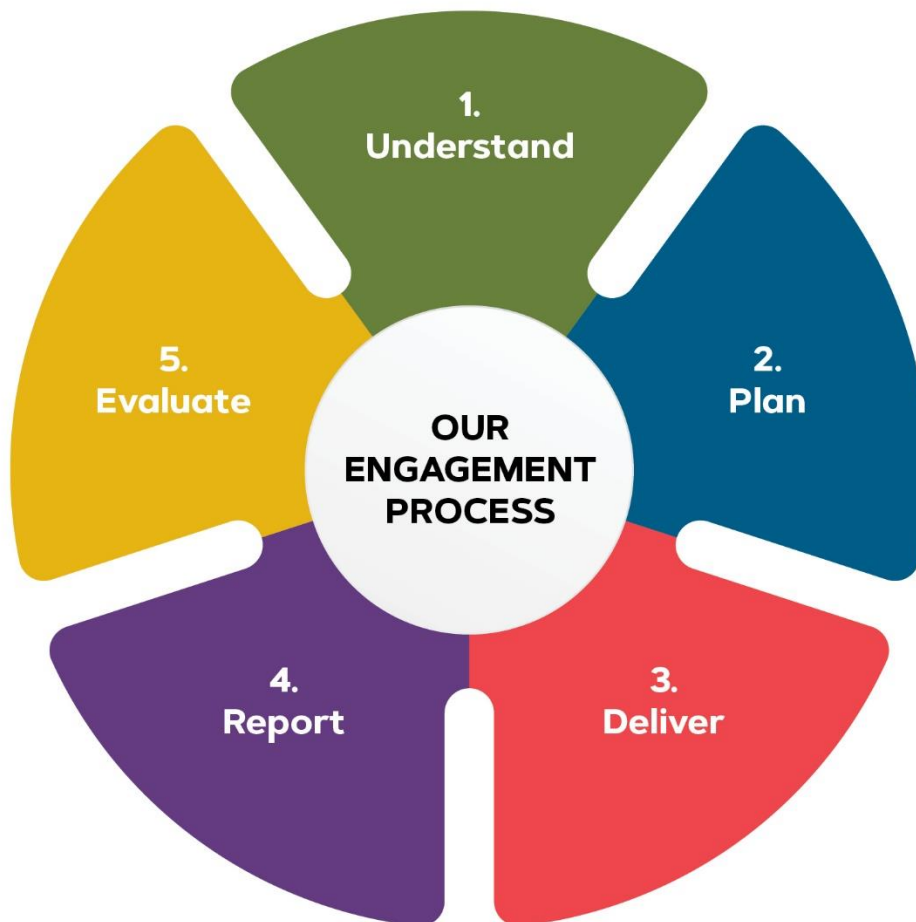 1.
Understand
2.
Plan
3.
Deliver
4.
Report
5.
Evaluate
OUR
ENGAGEMENT
PROCESS